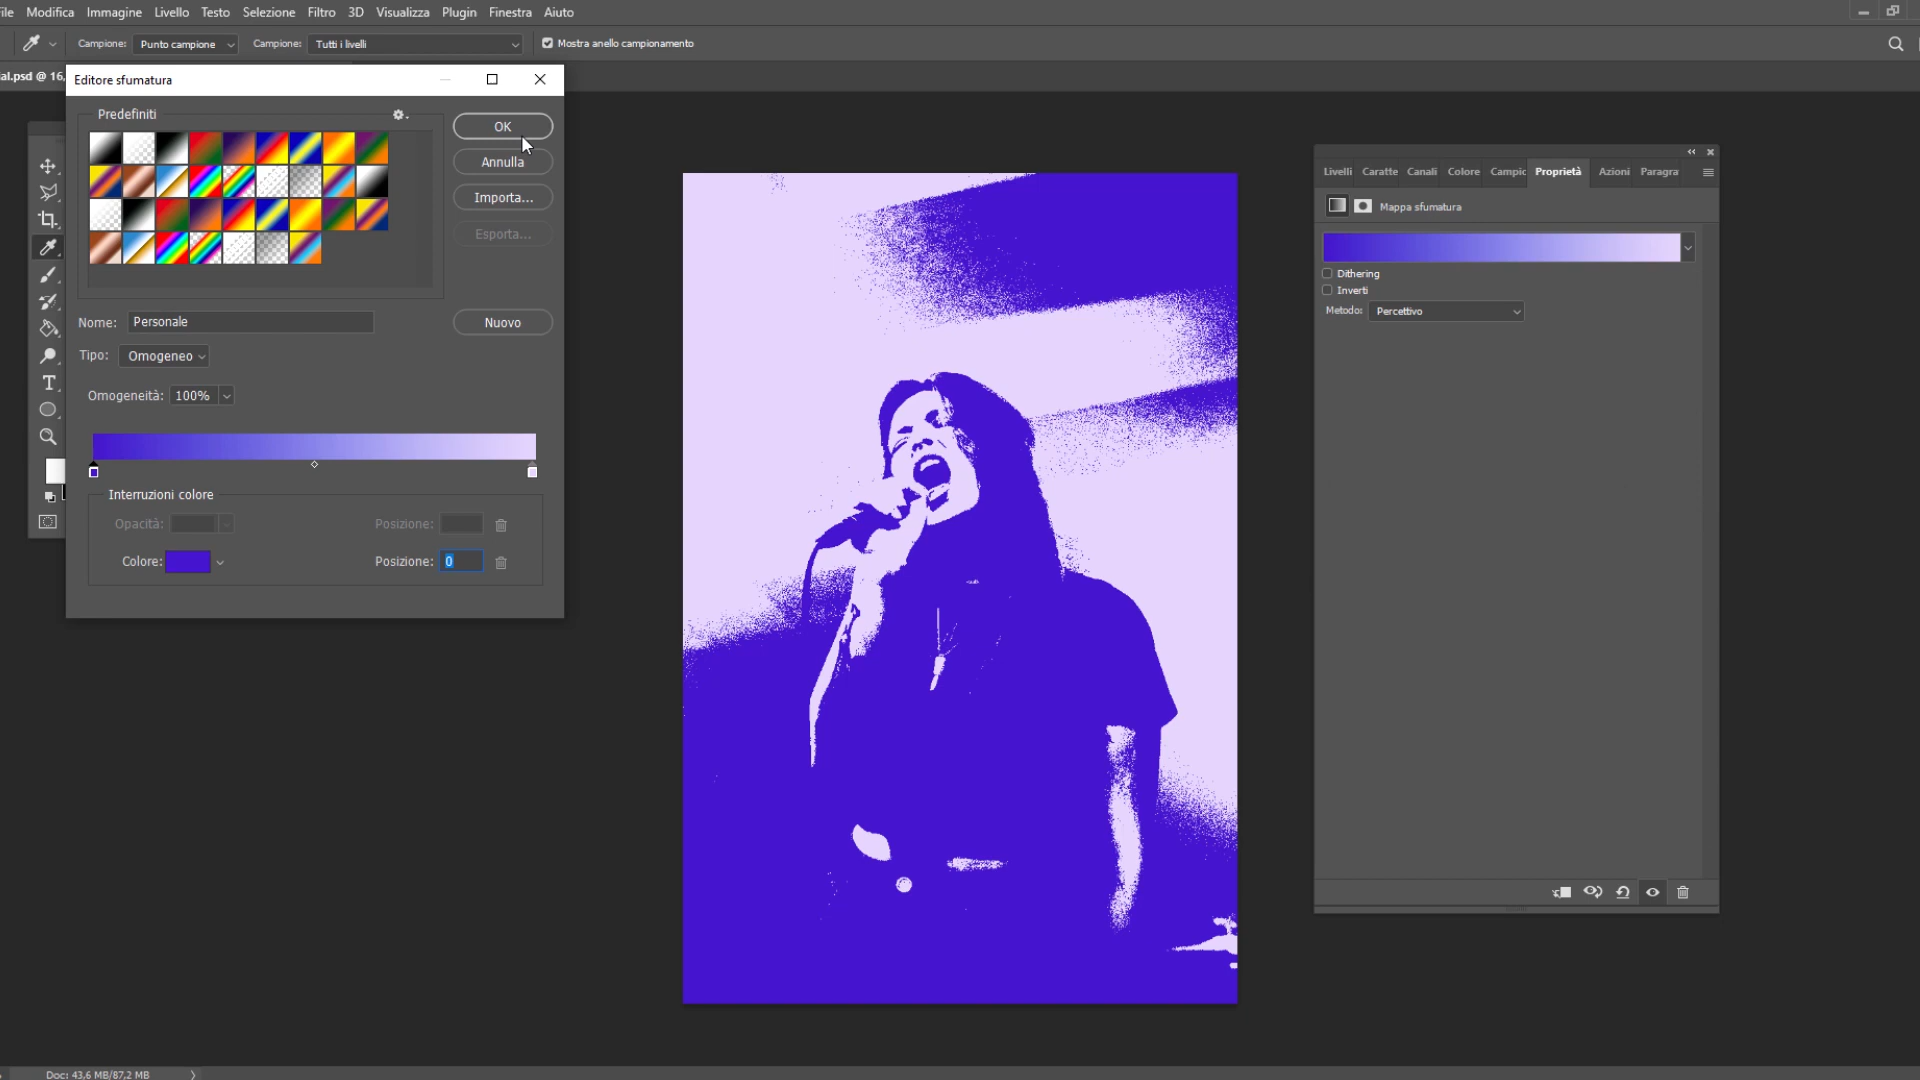 ile Modifica Immagine Livello Testo Selezione Filtro 3D Visualizza Plugin Finestra Aiuto
Campione: Punto campione Campione: Tutti i livelli Mostra anello campionamento
al.psd @ 16,
Editore sfumatura
Predefiniti
OK
Annulla
Importa...
Esporta...
Nome: Personale
Nuovo
Tipo: Omogeneo
Omogeneità: 100%
Interruzioni colore
Opacità: Posizione:
Colore: Posizione: 0
Livelli Caratte Canali Colore Campic Proprietà Azioni Paragra
Mappa sfumatura
Dithering
Inverti
Metodo: Percettivo
Doc: 43,6 MB/87,2 MB